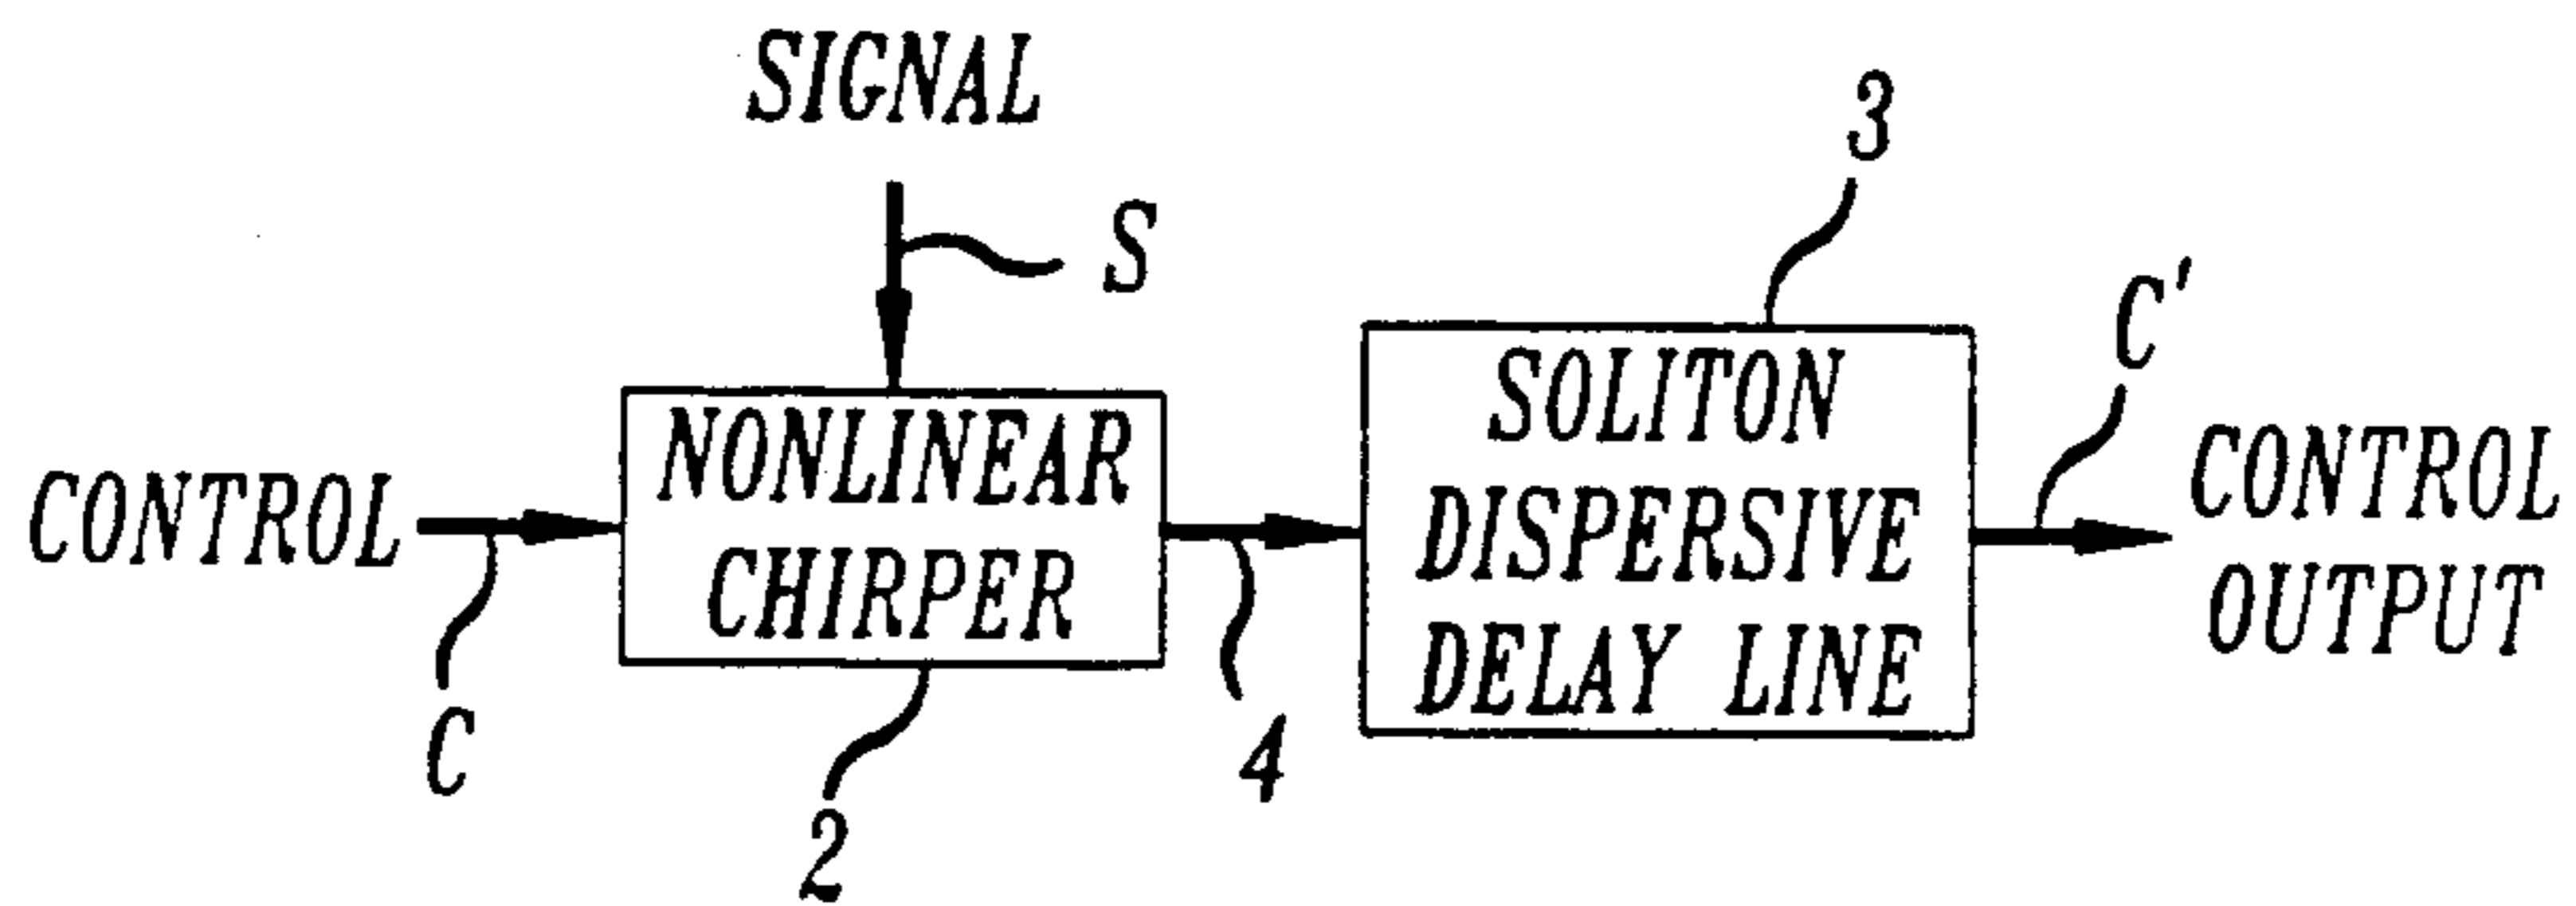 SIGNAL
S
3
C'
CONTROL
C
NONLINEAR
CHIRPER
2
4
SOLITON
DISPERSIVE
DELAY LINE
CONTROL
OUTPUT